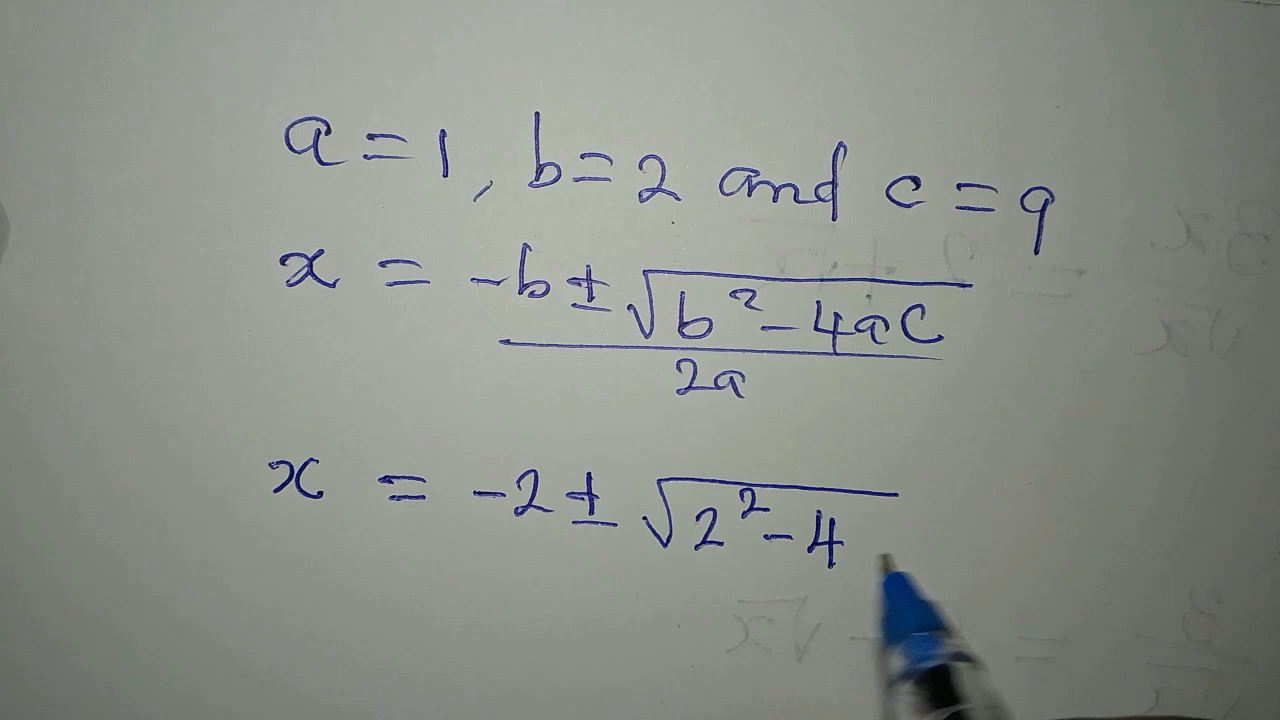 a = 1, b = 2 and c = 9
x = -b ± √b² - 4ac
2a
x = -2 ± √2² - 4